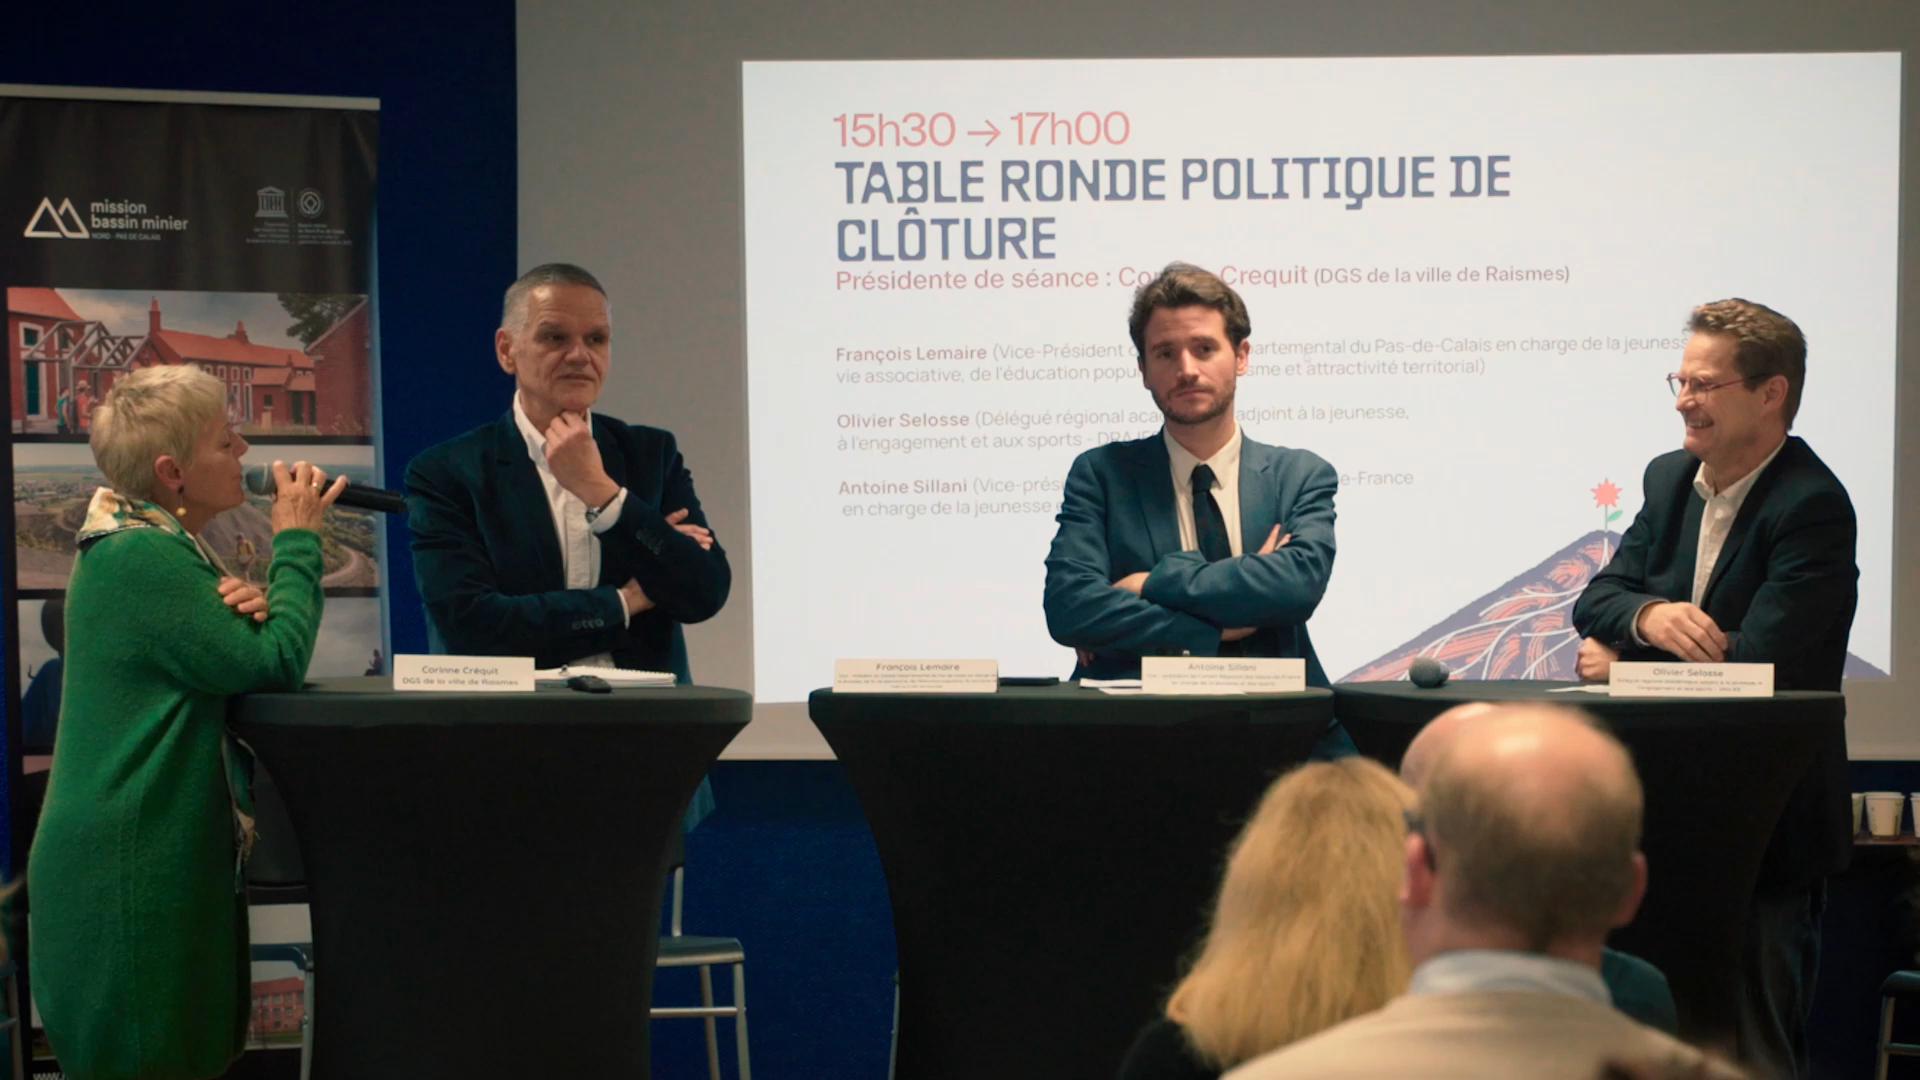 mission
bassin minier
NORD - PAS DE CALAIS
15h30 → 17h00
TABLE RONDE POLITIQUE DE
CLÔTURE
Présidente de séance : Co Crequit (DGS de la ville de Raismes)
François Lemaire (Vice-Président partemental du Pas-de-Calais en charge de la jeuness
vie associative, de l'éducation popu sme et attractivité territorial)
Olivier Selosse (Délégué régional aca adjoint à la jeunesse,
à l'engagement et aux sports - DRAJES
Antoine Sillani (Vice-prési e-France
en charge de la jeunesse
Corinne Créquit
DGS de la ville de Raismes
François Lemaire
Antoine Sillani
Olivier Selosse